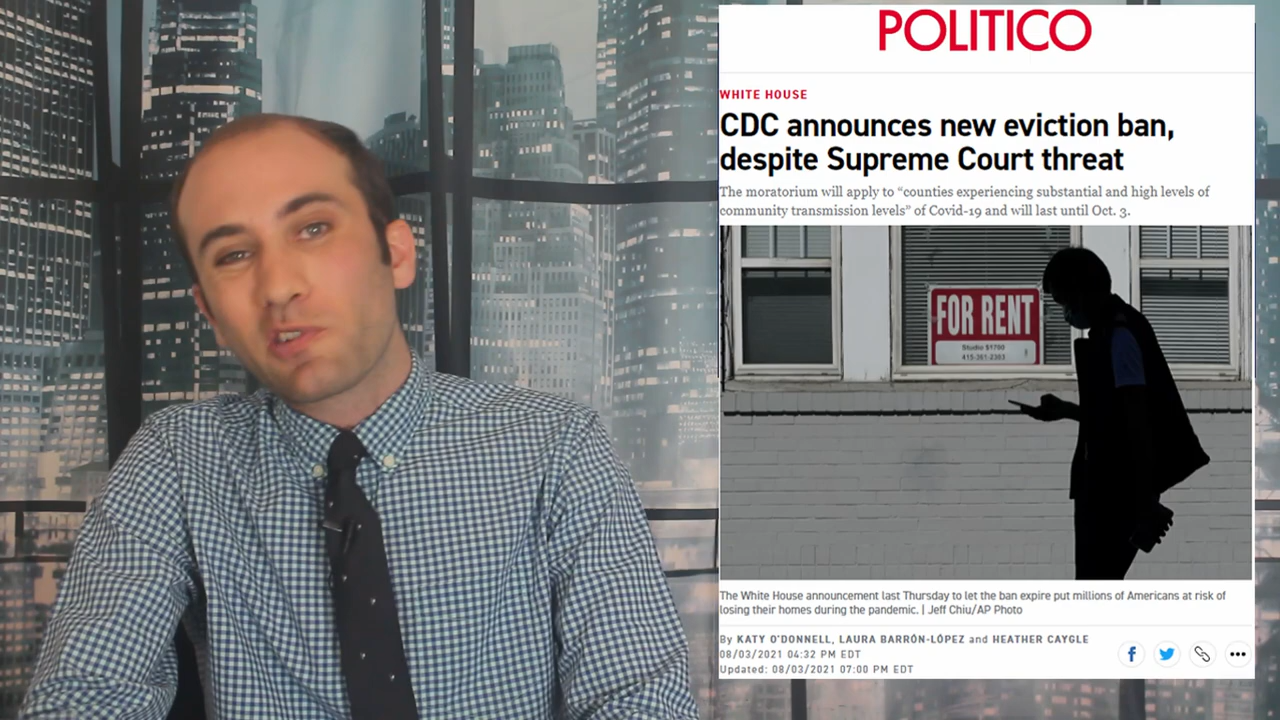 POLITICO
WHITE HOUSE
CDC announces new eviction ban,
despite Supreme Court threat
The moratorium will apply to “counties experiencing substantial and high levels of
community transmission levels” of Covid-19 and will last until Oct. 3.
FOR RENT
Studio $1700
415-361-2303
The White House announcement last Thursday to let the ban expire put millions of Americans at risk of
losing their homes during the pandemic. | Jeff Chiu/AP Photo
By KATY O'DONNELL, LAURA BARRÓN-LÓPEZ and HEATHER CAYGLE
08/03/2021 04:32 PM EDT
Updated: 08/03/2021 07:00 PM EDT